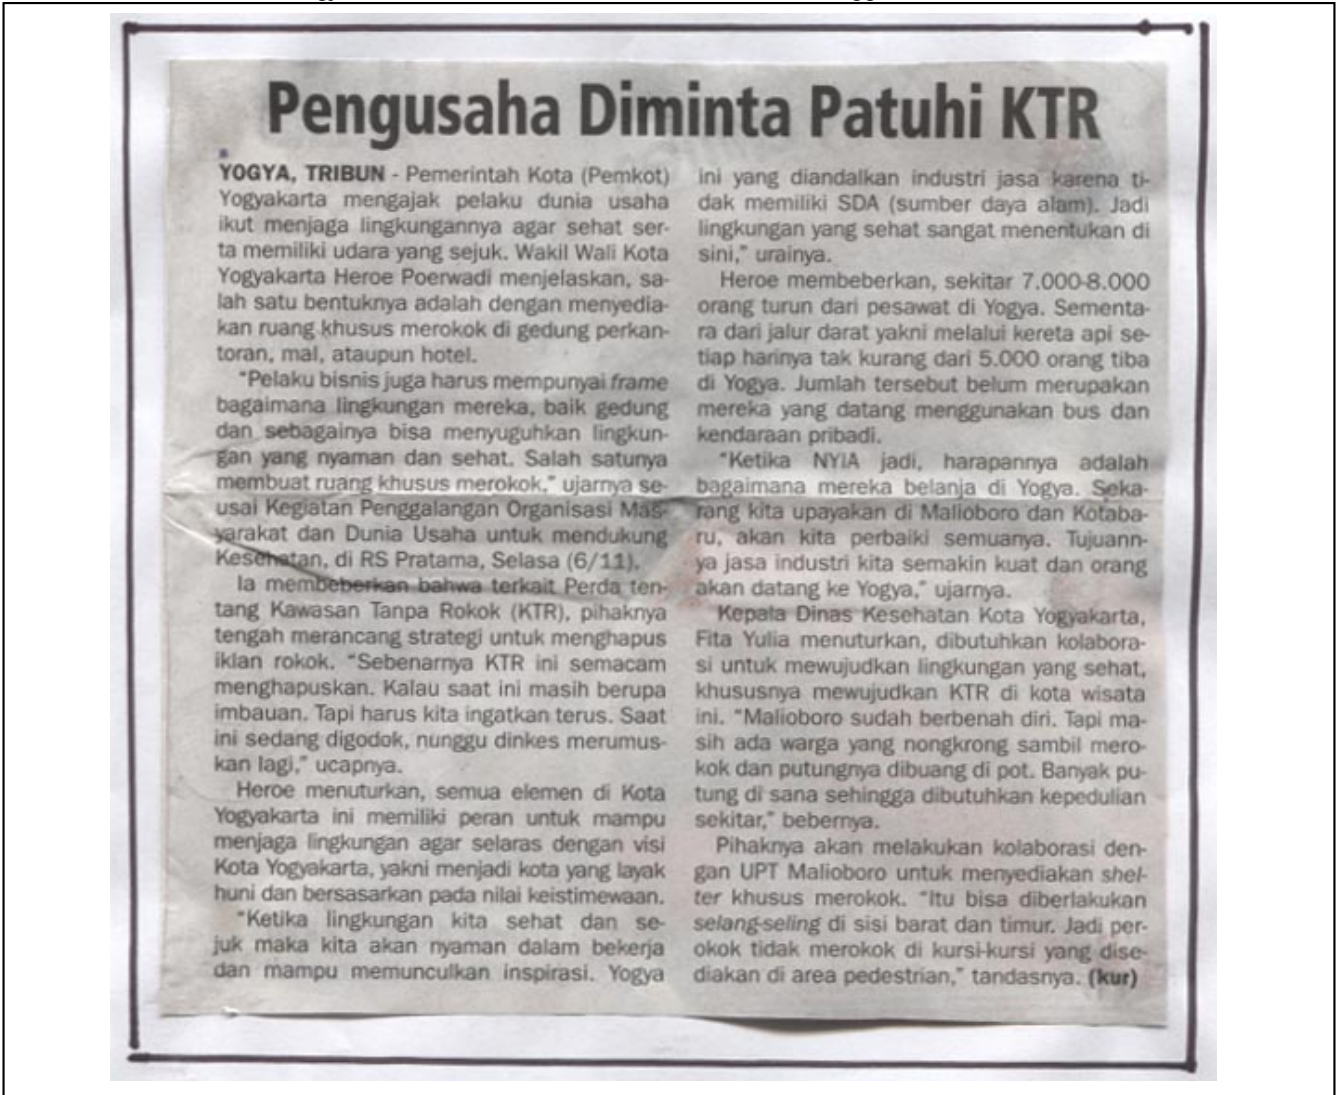 Pengusaha Diminta Patuhi KTR
YOGYA, TRIBUN - Pemerintah Kota (Pemkot)
Yogyakarta mengajak pelaku dunia usaha
ikut menjaga lingkungannya agar sehat ser-
ta memiliki udara yang sejuk. Wakil Wali Kota
Yogyakarta Heroe Poerwadi menjelaskan, sa-
lah satu bentuknya adalah dengan menyedia-
kan ruang khusus merokok di gedung perkan-
toran, mal, ataupun hotel.
"Pelaku bisnis juga harus mempunyai frame
bagaimana lingkungan mereka, baik gedung
dan sebagainya bisa menyuguhkan lingkun-
gan yang nyaman dan sehat. Salah satunya
membuat ruang khusus merokok," ujarnya se-
usai Kegiatan Penggalangan Organisasi Mas-
yarakat dan Dunia Usaha untuk mendukung
Kesehatan, di RS Pratama, Selasa (6/11).
Ia membeberkan bahwa terkait Perda ten-
tang Kawasan Tanpa Rokok (KTR), pihaknya
tengah merancang strategi untuk menghapus
iklan rokok. "Sebenarnya KTR ini semacam
menghapuskan. Kalau saat ini masih berupa
imbauan. Tapi harus kita ingatkan terus. Saat
ini sedang digodok, nunggu dinkes merumus-
kan lagi," ucapnya.
Heroe menuturkan, semua elemen di Kota
Yogyakarta ini memiliki peran untuk mampu
menjaga lingkungan agar selaras dengan visi
Kota Yogyakarta, yakni menjadi kota yang layak
huni dan bersasarkan pada nilai keistimewaan.
"Ketika lingkungan kita sehat dan se-
juk maka kita akan nyaman dalam bekerja
dan mampu memunculkan inspirasi. Yogya
ini yang diandalkan industri jasa karena ti-
dak memiliki SDA (sumber daya alam). Jadi
lingkungan yang sehat sangat menentukan di
sini," urainya.
Heroe membeberkan, sekitar 7.000-8.000
orang turun dari pesawat di Yogya. Sementa-
ra dari jalur darat yakni melalui kereta api se-
tiap harinya tak kurang dari 5.000 orang tiba
di Yogya. Jumlah tersebut belum merupakan
mereka yang datang menggunakan bus dan
kendaraan pribadi.
"Ketika NYIA jadi, harapannya adalah
bagaimana mereka belanja di Yogya. Seka-
rang kita upayakan di Malioboro dan Kotaba-
ru, akan kita perbaiki semuanya. Tujuann-
ya jasa industri kita semakin kuat dan orang
akan datang ke Yogya," ujarnya.
Kepala Dinas Kesehatan Kota Yogyakarta,
Fita Yulia menuturkan, dibutuhkan kolabora-
si untuk mewujudkan lingkungan yang sehat,
khususnya mewujudkan KTR di kota wisata
ini. "Malioboro sudah berbenah diri. Tapi ma-
sih ada warga yang nongkrong sambil mero-
kok dan putungnya dibuang di pot. Banyak pu-
tung di sana sehingga dibutuhkan kepedulian
sekitar," bebernya.
Pihaknya akan melakukan kolaborasi den-
gan UPT Malioboro untuk menyediakan shel-
ter khusus merokok. "Itu bisa diberlakukan
selang-seling di sisi barat dan timur. Jadi per-
okok tidak merokok di kursi-kursi yang dise-
diakan di area pedestrian," tandasnya. (kur)